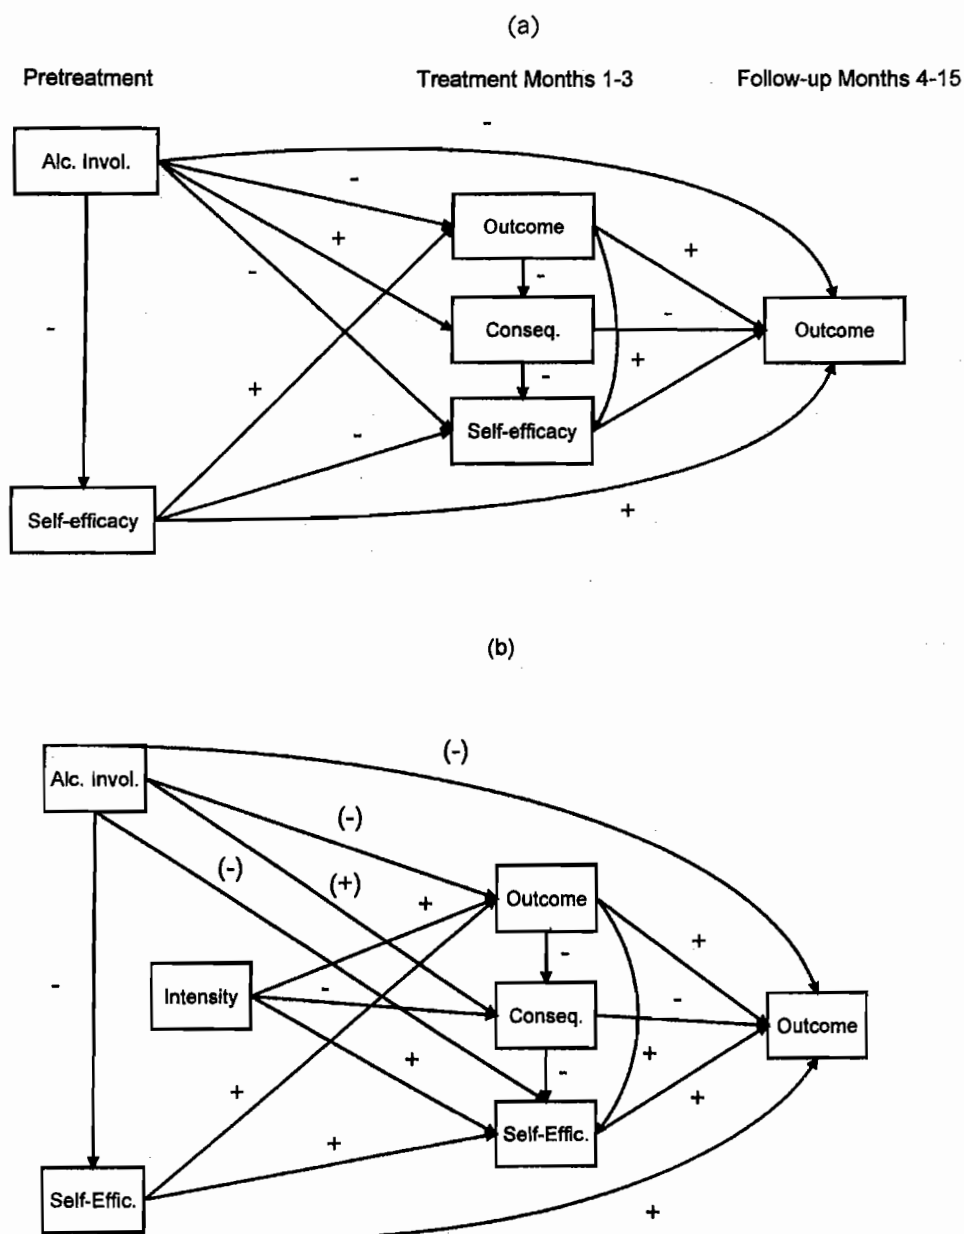 (a)
Pretreatment Treatment Months 1-3 Follow-up Months 4-15
-
Alc. Invol.
-
Outcome
+
+
-
-
-
Conseq.
-
Outcome
+
-
+
-
Self-efficacy
Self-efficacy
+
(b)
(-)
Alc. Invol.
(-)
(-)
(+)
Outcome
+
+
-
-
Intensity
-
Conseq.
-
Outcome
+
+
-
+
+
Self-Effic.
+
Self-Effic.
+